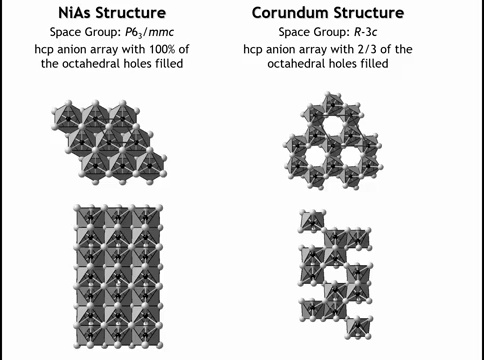 NiAs Structure
Space Group: P6₃/mmc
hcp anion array with 100% of
the octahedral holes filled
Corundum Structure
Space Group: R-3c
hcp anion array with 2/3 of the
octahedral holes filled